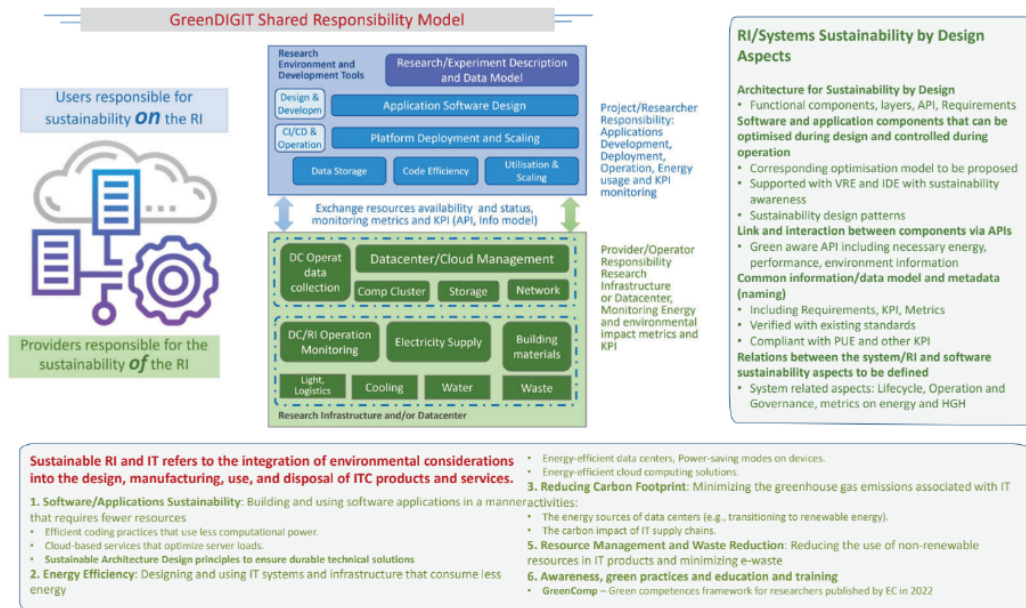 GreenDIGIT Shared Responsibility Model
Users responsible for
sustainability on the RI
Providers responsible for the
sustainability of the RI
Research
Environment and
Development Tools
Research/Experiment Description
and Data Model
Design &
Developm
Application Software Design
CI/CD &
Operation
Platform Deployment and Scaling
Data Storage
Code Efficiency
Utilisation &
Scaling
Project/Researcher
Responsibility:
Applications
Development,
Deployment,
Operation, Energy
usage and KPI
monitoring
Exchange resources availability and status,
monitoring metrics and KPI (API, Info model)
DC Operat
data
collection
Datacenter/Cloud Management
Comp Cluster
Storage
Network
DC/RI Operation
Monitoring
Electricity Supply
Building
materials
Light,
Logistics
Cooling
Water
Waste
Research Infrastructure and/or Datacenter
Provider/Operator
Responsibility
Research
Infrastructure
or Datacenter,
Monitoring Energy
and environmental
impact metrics and
KPI
RI/Systems Sustainability by Design
Aspects
Architecture for Sustainability by Design
• Functional components, layers, API, Requirements
Software and application components that can be
optimised during design and controlled during
operation
• Corresponding optimisation model to be proposed
• Supported with VRE and IDE with sustainability
awareness
• Sustainability design patterns
Link and interaction between components via APIs
• Green aware API including necessary energy,
performance, environment information
Common information/data model and metadata
(naming)
• Including Requirements, KPI, Metrics
• Verified with existing standards
• Compliant with PUE and other KPI
Relations between the system/RI and software
sustainability aspects to be defined
• System related aspects: Lifecycle, Operation and
Governance, metrics on energy and HGH
Sustainable RI and IT refers to the integration of environmental considerations
into the design, manufacturing, use, and disposal of ITC products and services.
1. Software/Applications Sustainability: Building and using software applications in a manner
that requires fewer resources
• Efficient coding practices that use less computational power.
• Cloud-based services that optimize server loads.
• Sustainable Architecture Design principles to ensure durable technical solutions
2. Energy Efficiency: Designing and using IT systems and infrastructure that consume less
energy
• Energy-efficient data centers, Power-saving modes on devices.
• Energy-efficient cloud computing solutions.
3. Reducing Carbon Footprint: Minimizing the greenhouse gas emissions associated with IT
activities:
• The energy sources of data centers (e.g., transitioning to renewable energy).
• The carbon impact of IT supply chains.
5. Resource Management and Waste Reduction: Reducing the use of non-renewable
resources in IT products and minimizing e-waste
6. Awareness, green practices and education and training
• GreenComp – Green competences framework for researchers published by EC in 2022